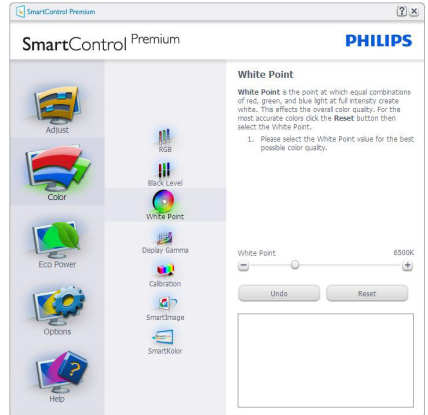 SmartControl Premium
SmartControl Premium
PHILIPS
Adjust
Color
Eco Power
Options
Help
RGB
Black Level
White Point
Display Gamma
Calibration
SmartImage
SmartKolor
White Point
White Point is the point at which equal combinations
of red, green, and blue light at full intensity create
white. This effects the overall color quality. For the
most accurate colors click the Reset button then
select the White Point.
1. Please select the White Point value for the best
possible color quality.
White Point 6500K
Undo Reset